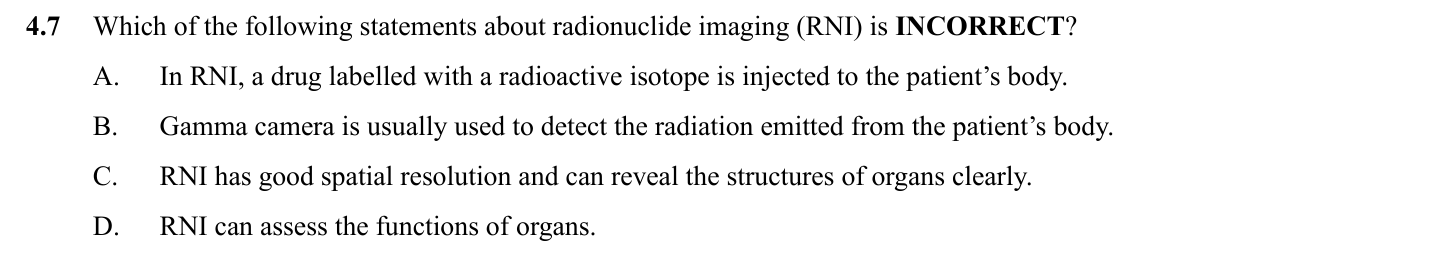 4.7 Which of the following statements about radionuclide imaging (RNI) is INCORRECT?
A. In RNI, a drug labelled with a radioactive isotope is injected to the patient’s body.
B. Gamma camera is usually used to detect the radiation emitted from the patient’s body.
C. RNI has good spatial resolution and can reveal the structures of organs clearly.
D. RNI can assess the functions of organs.